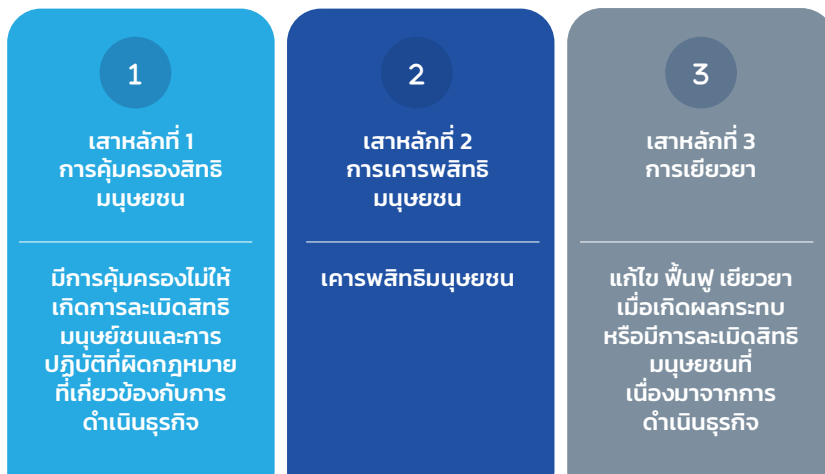 1
เสาหลักที่ 1
การคุ้มครองสิทธิ
มนุษยชน
มีการคุ้มครองไม่ให้
เกิดการละเมิดสิทธิ
มนุษย์ชนและการ
ปฏิบัติที่ผิดกฎหมาย
ที่เกี่ยวข้องกับการ
ดำเนินธุรกิจ
2
เสาหลักที่ 2
การเคารพสิทธิ
มนุษยชน
เคารพสิทธิมนุษยชน
3
เสาหลักที่ 3
การเยียวยา
แก้ไข ฟื้นฟู เยียวยา
เมื่อเกิดผลกระทบ
หรือมีการละเมิดสิทธิ
มนุษยชนที่
เนื่องมาจากการ
ดำเนินธุรกิจ